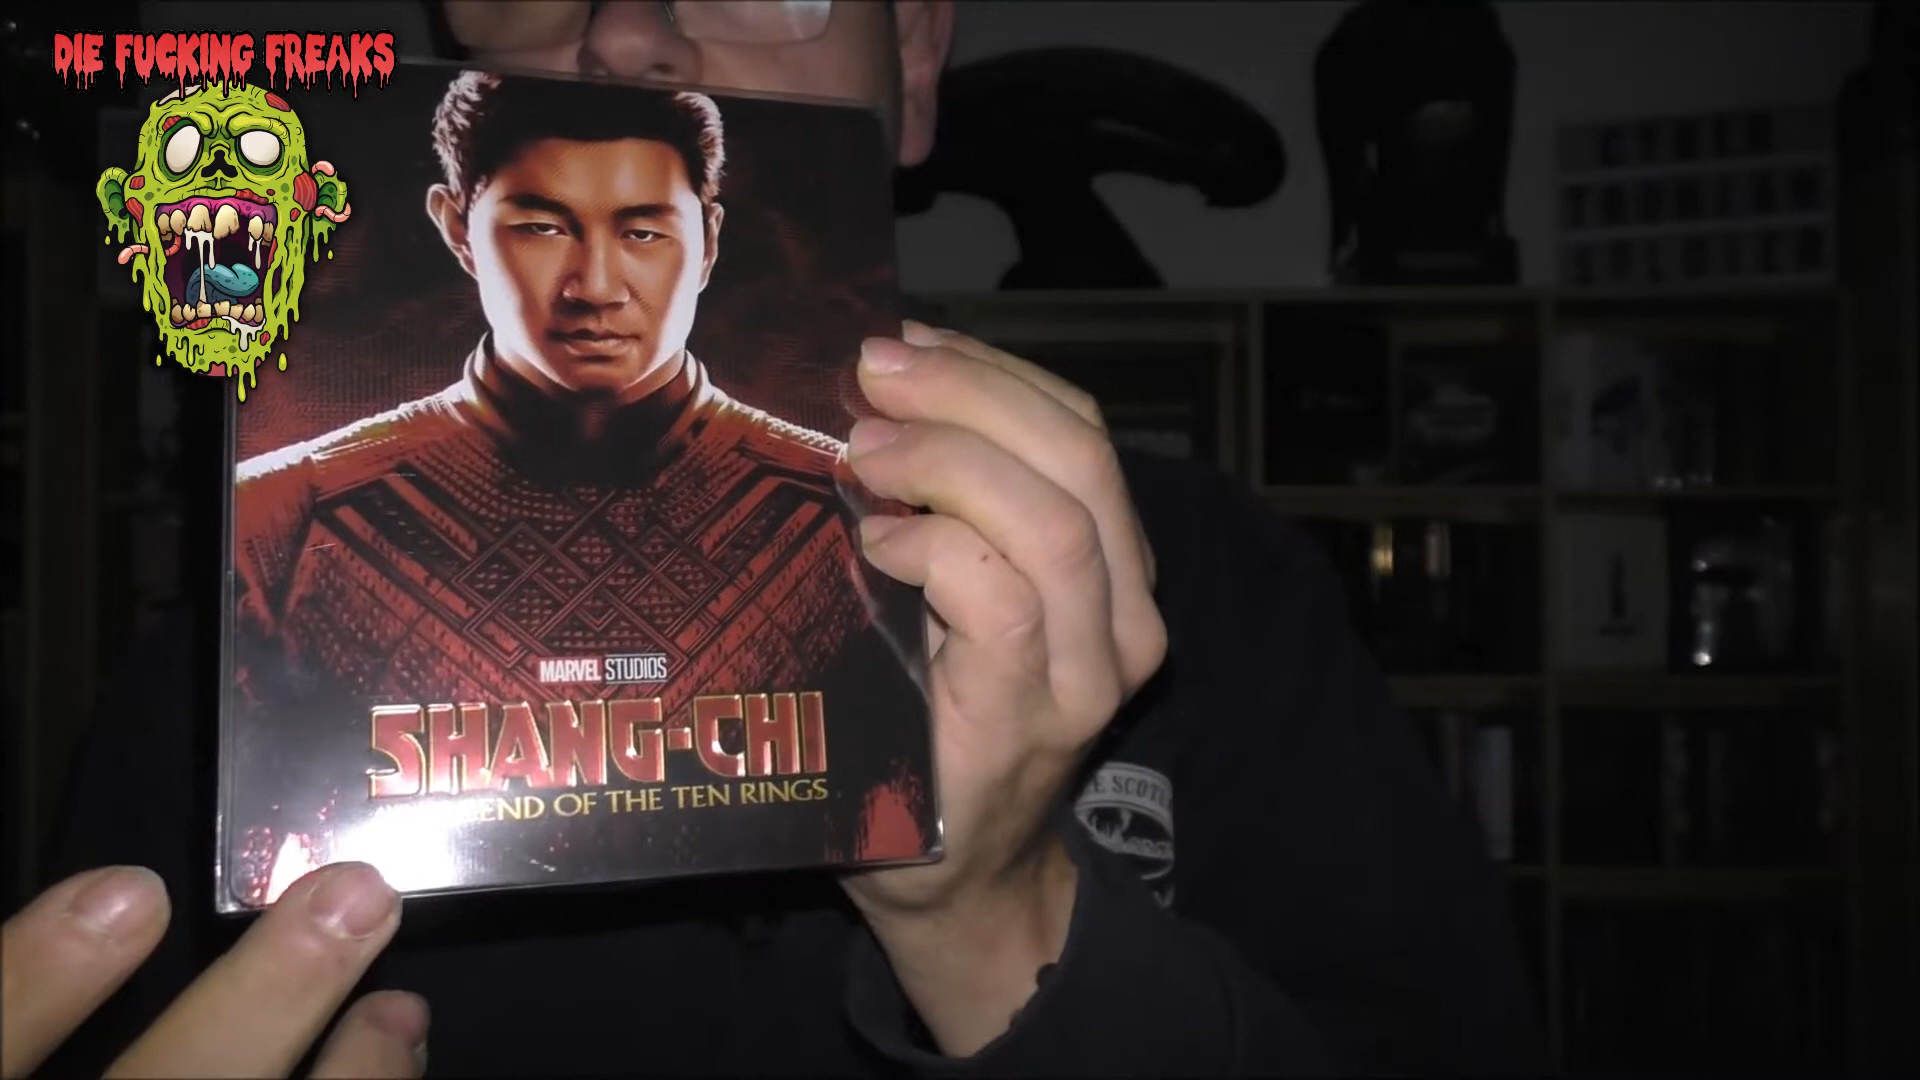 DIE FUCKING FREAKS
MARVEL STUDIOS
SHANG-CHI
END OF THE TEN RINGS